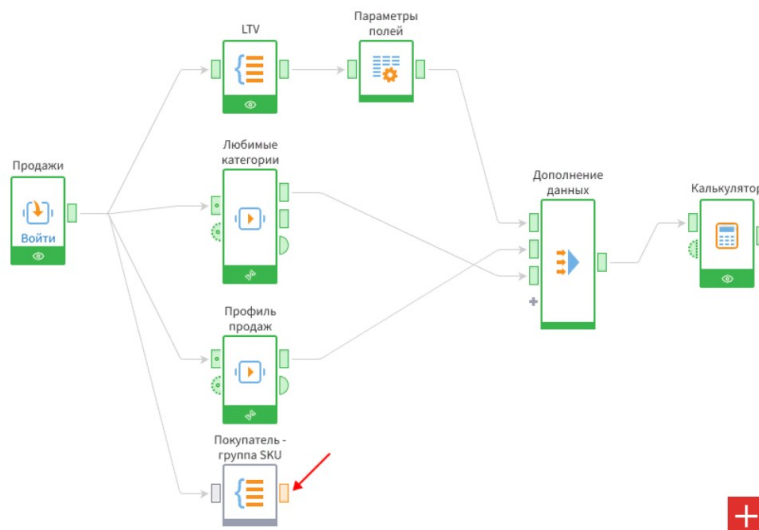 LTV
Параметры
полей
Любимые
категории
Продажи
Войти
Дополнение
данных
Калькулятор
Профиль
продаж
Покупатель -
группа SKU